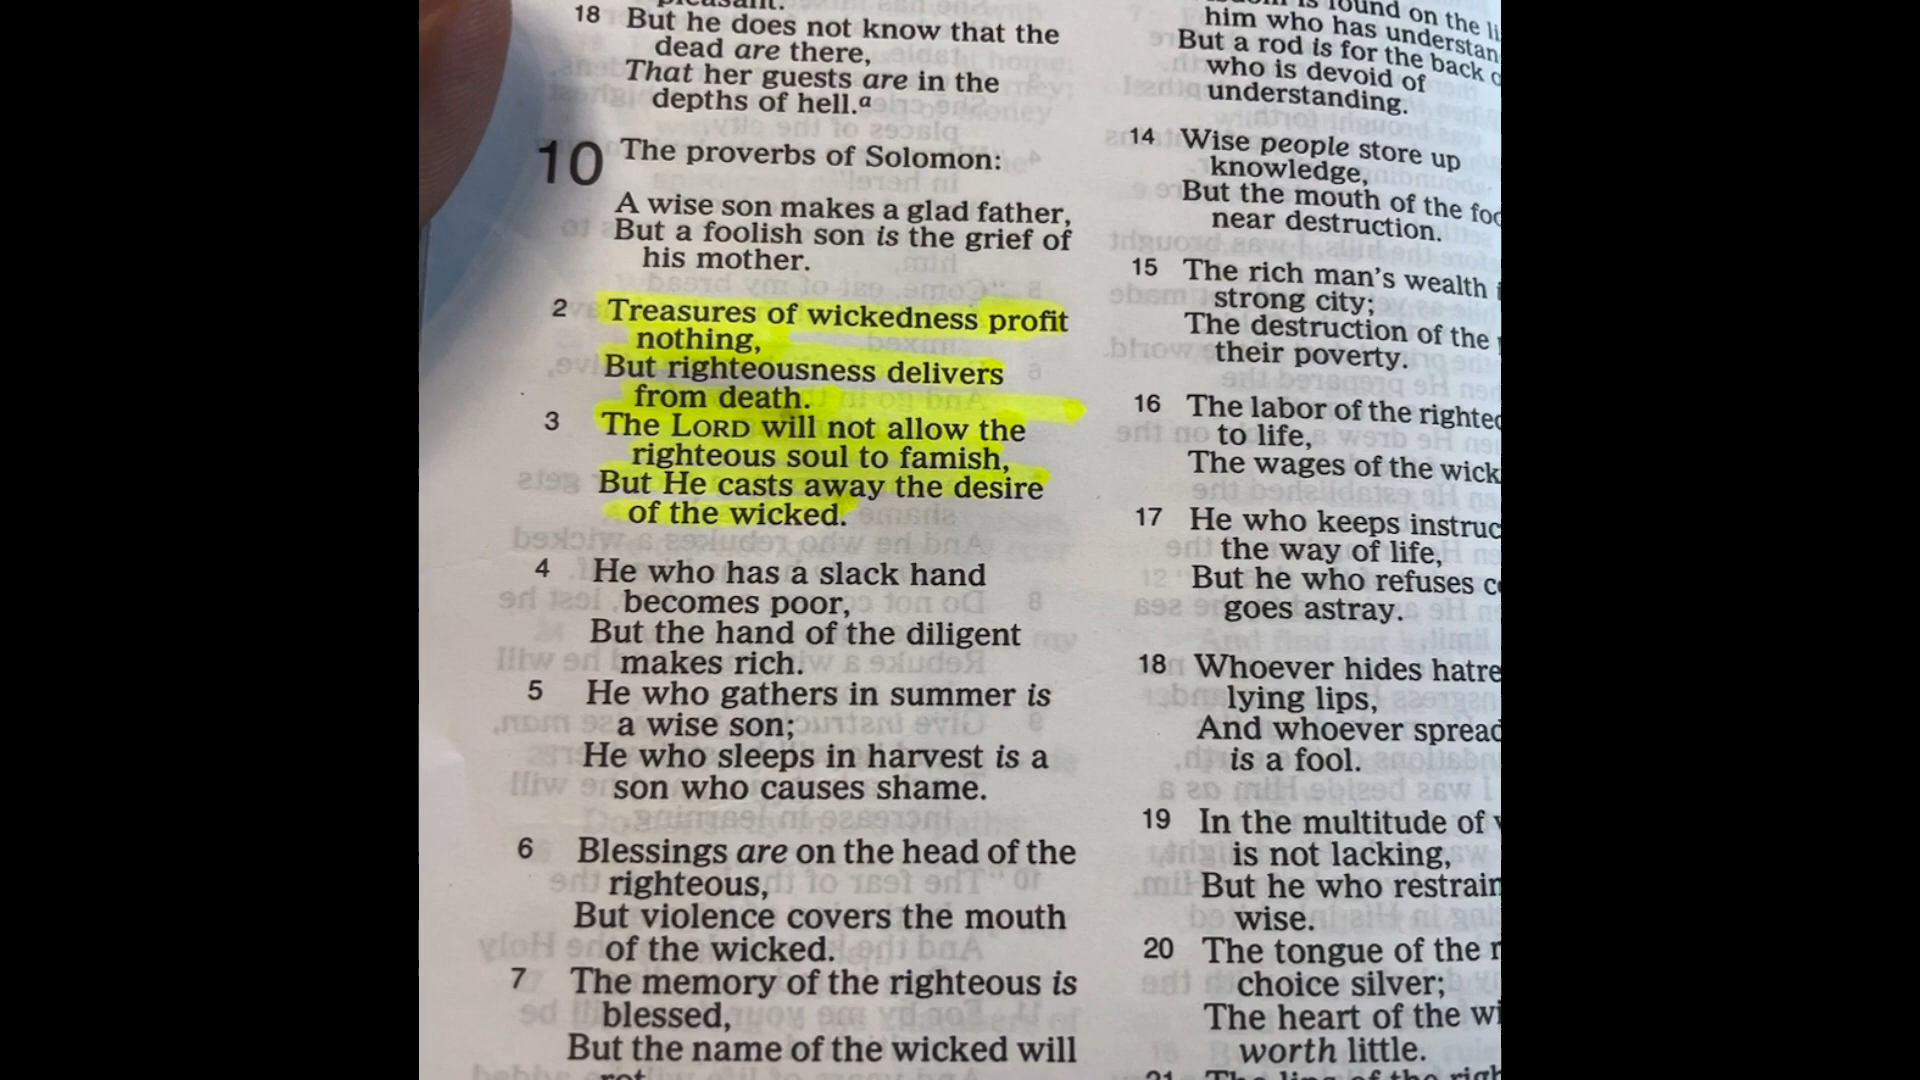 18 But he does not know that the
dead are there,
That her guests are in the
depths of hell.a
10 The proverbs of Solomon:
A wise son makes a glad father,
But a foolish son is the grief of
his mother.
2 Treasures of wickedness profit
nothing,
But righteousness delivers
from death.
3 The LORD will not allow the
righteous soul to famish,
But He casts away the desire
of the wicked.
4 He who has a slack hand
becomes poor,
But the hand of the diligent
makes rich.
5 He who gathers in summer is
a wise son;
He who sleeps in harvest is a
son who causes shame.
6 Blessings are on the head of the
righteous,
But violence covers the mouth
of the wicked.
7 The memory of the righteous is
blessed,
But the name of the wicked will
is found on the
him who has
But a rod is for the back
who is devoid of
understanding.
14 Wise people store up
knowledge,
But the mouth of the
near destruction.
15 The rich man's wealth
strong city;
The destruction of the
their poverty.
16 The labor of the
to life,
The wages of the
17 He who keeps
the way of life,
But he who refuses
goes astray.
18 Whoever hides
lying lips,
And whoever
is a fool.
19 In the multitude of
is not lacking,
But he who
wise.
20 The tongue of the
choice silver;
The heart of the
worth little.
21